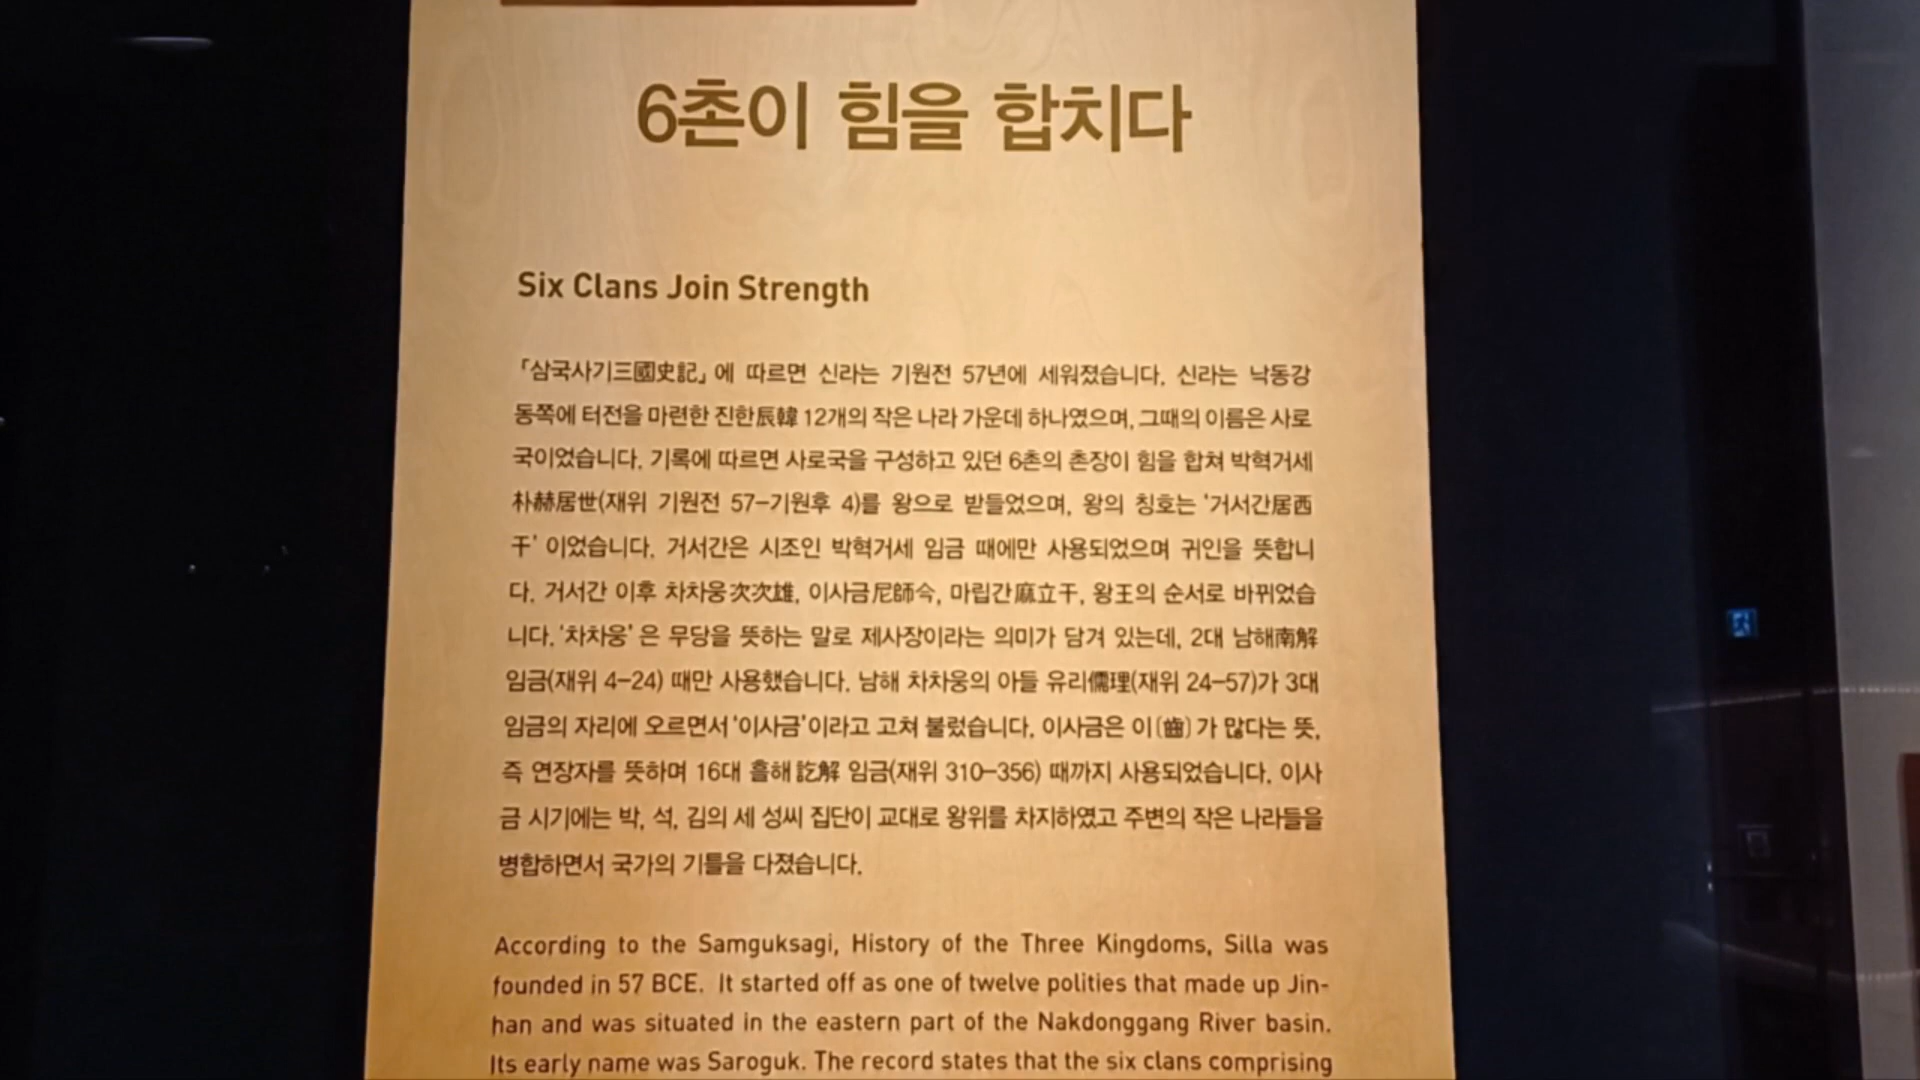 6촌이 힘을 합치다
Six Clans Join Strength
「삼국사기三國史記」에 따르면 신라는 기원전 57년에 세워졌습니다. 신라는 낙동강
동쪽에 터전을 마련한 진한辰韓 12개의 작은 나라 가운데 하나였으며, 그때의 이름은 사로
국이었습니다. 기록에 따르면 사로국을 구성하고 있던 6촌의 촌장이 힘을 합쳐 박혁거세
朴赫居世(재위 기원전 57–기원후 4)를 왕으로 받들었으며, 왕의 칭호는 '거서간居西
干' 이었습니다. 거서간은 시조인 박혁거세 임금 때에만 사용되었으며 귀인을 뜻합니
다. 거서간 이후 차차웅次次雄, 이사금尼師今, 마립간麻立干, 왕王의 순서로 바뀌었습
니다. '차차웅' 은 무당을 뜻하는 말로 제사장이라는 의미가 담겨 있는데, 2대 남해南解
임금(재위 4–24) 때만 사용했습니다. 남해 차차웅의 아들 유리儒理(재위 24–57)가 3대
임금의 자리에 오르면서 '이사금'이라고 고쳐 불렀습니다. 이사금은 이(齒)가 많다는 뜻,
즉 연장자를 뜻하며 16대 흘해訖解 임금(재위 310–356) 때까지 사용되었습니다. 이사
금 시기에는 박, 석, 김의 세 성씨 집단이 교대로 왕위를 차지하였고 주변의 작은 나라들을
병합하면서 국가의 기틀을 다졌습니다.
According to the Samguksagi, History of the Three Kingdoms, Silla was
founded in 57 BCE. It started off as one of twelve polities that made up Jin-
han and was situated in the eastern part of the Nakdonggang River basin.
Its early name was Saroguk. The record states that the six clans comprising